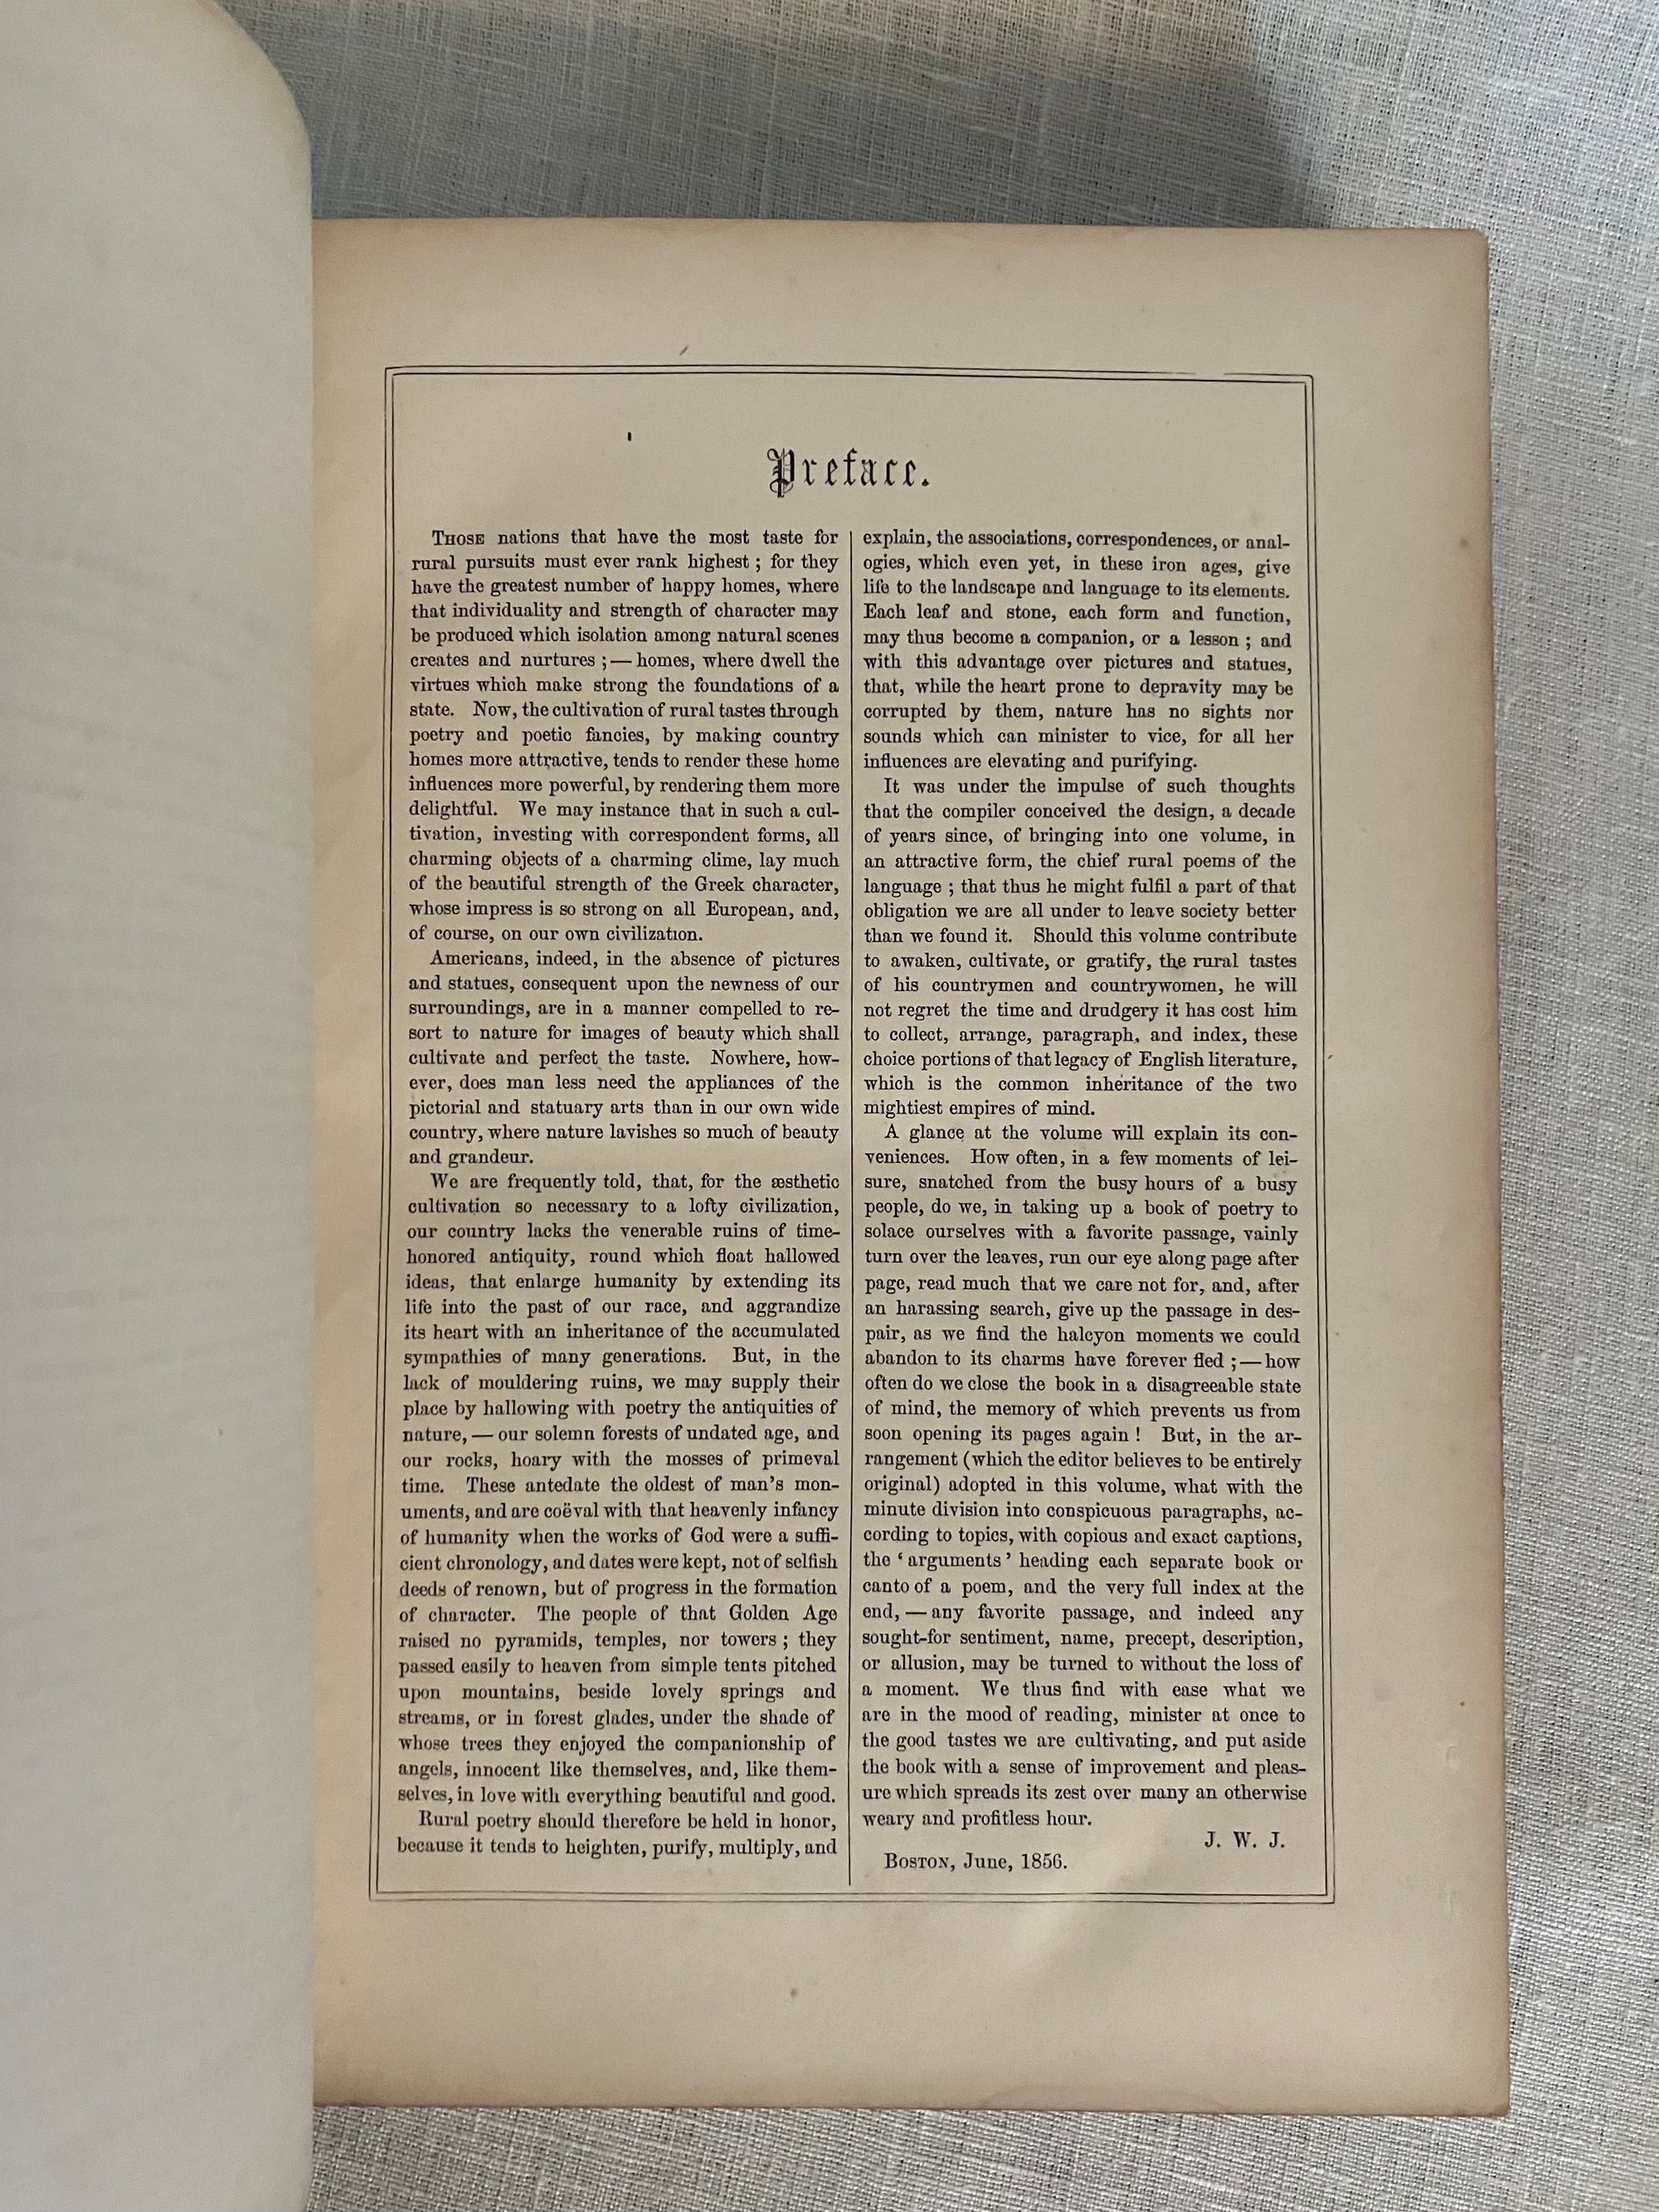 Preface.
THOSE nations that have the most taste for
rural pursuits must ever rank highest ; for they
have the greatest number of happy homes, where
that individuality and strength of character may
be produced which isolation among natural scenes
creates and nurtures ; — homes, where dwell the
virtues which make strong the foundations of a
state. Now, the cultivation of rural tastes through
poetry and poetic fancies, by making country
homes more attractive, tends to render these home
influences more powerful, by rendering them more
delightful. We may instance that in such a cul-
tivation, investing with correspondent forms, all
charming objects of a charming clime, lay much
of the beautiful strength of the Greek character,
whose impress is so strong on all European, and,
of course, on our own civilization.
Americans, indeed, in the absence of pictures
and statues, consequent upon the newness of our
surroundings, are in a manner compelled to re-
sort to nature for images of beauty which shall
cultivate and perfect the taste. Nowhere, how-
ever, does man less need the appliances of the
pictorial and statuary arts than in our own wide
country, where nature lavishes so much of beauty
and grandeur.
We are frequently told, that, for the æsthetic
cultivation so necessary to a lofty civilization,
our country lacks the venerable ruins of time-
honored antiquity, round which float hallowed
ideas, that enlarge humanity by extending its
life into the past of our race, and aggrandize
its heart with an inheritance of the accumulated
sympathies of many generations. But, in the
lack of mouldering ruins, we may supply their
place by hallowing with poetry the antiquities of
nature, — our solemn forests of undated age, and
our rocks, hoary with the mosses of primeval
time. These antedate the oldest of man's mon-
uments, and are coëval with that heavenly infancy
of humanity when the works of God were a suffi-
cient chronology, and dates were kept, not of selfish
deeds of renown, but of progress in the formation
of character. The people of that Golden Age
raised no pyramids, temples, nor towers ; they
passed easily to heaven from simple tents pitched
upon mountains, beside lovely springs and
streams, or in forest glades, under the shade of
whose trees they enjoyed the companionship of
angels, innocent like themselves, and, like them-
selves, in love with everything beautiful and good.
Rural poetry should therefore be held in honor,
because it tends to heighten, purify, multiply, and
explain, the associations, correspondences, or anal-
ogies, which even yet, in these iron ages, give
life to the landscape and language to its elements.
Each leaf and stone, each form and function,
may thus become a companion, or a lesson ; and
with this advantage over pictures and statues,
that, while the heart prone to depravity may be
corrupted by them, nature has no sights nor
sounds which can minister to vice, for all her
influences are elevating and purifying.
It was under the impulse of such thoughts
that the compiler conceived the design, a decade
of years since, of bringing into one volume, in
an attractive form, the chief rural poems of the
language ; that thus he might fulfil a part of that
obligation we are all under to leave society better
than we found it. Should this volume contribute
to awaken, cultivate, or gratify, the rural tastes
of his countrymen and countrywomen, he will
not regret the time and drudgery it has cost him
to collect, arrange, paragraph, and index, these
choice portions of that legacy of English literature,
which is the common inheritance of the two
mightiest empires of mind.
A glance at the volume will explain its con-
veniences. How often, in a few moments of lei-
sure, snatched from the busy hours of a busy
people, do we, in taking up a book of poetry to
solace ourselves with a favorite passage, vainly
turn over the leaves, run our eye along page after
page, read much that we care not for, and, after
an harassing search, give up the passage in des-
pair, as we find the halcyon moments we could
abandon to its charms have forever fled ; — how
often do we close the book in a disagreeable state
of mind, the memory of which prevents us from
soon opening its pages again ! But, in the ar-
rangement (which the editor believes to be entirely
original) adopted in this volume, what with the
minute division into conspicuous paragraphs, ac-
cording to topics, with copious and exact captions,
the ‘ arguments ’ heading each separate book or
canto of a poem, and the very full index at the
end, — any favorite passage, and indeed any
sought-for sentiment, name, precept, description,
or allusion, may be turned to without the loss of
a moment. We thus find with ease what we
are in the mood of reading, minister at once to
the good tastes we are cultivating, and put aside
the book with a sense of improvement and pleas-
ure which spreads its zest over many an otherwise
weary and profitless hour.
J. W. J.
BOSTON, June, 1856.